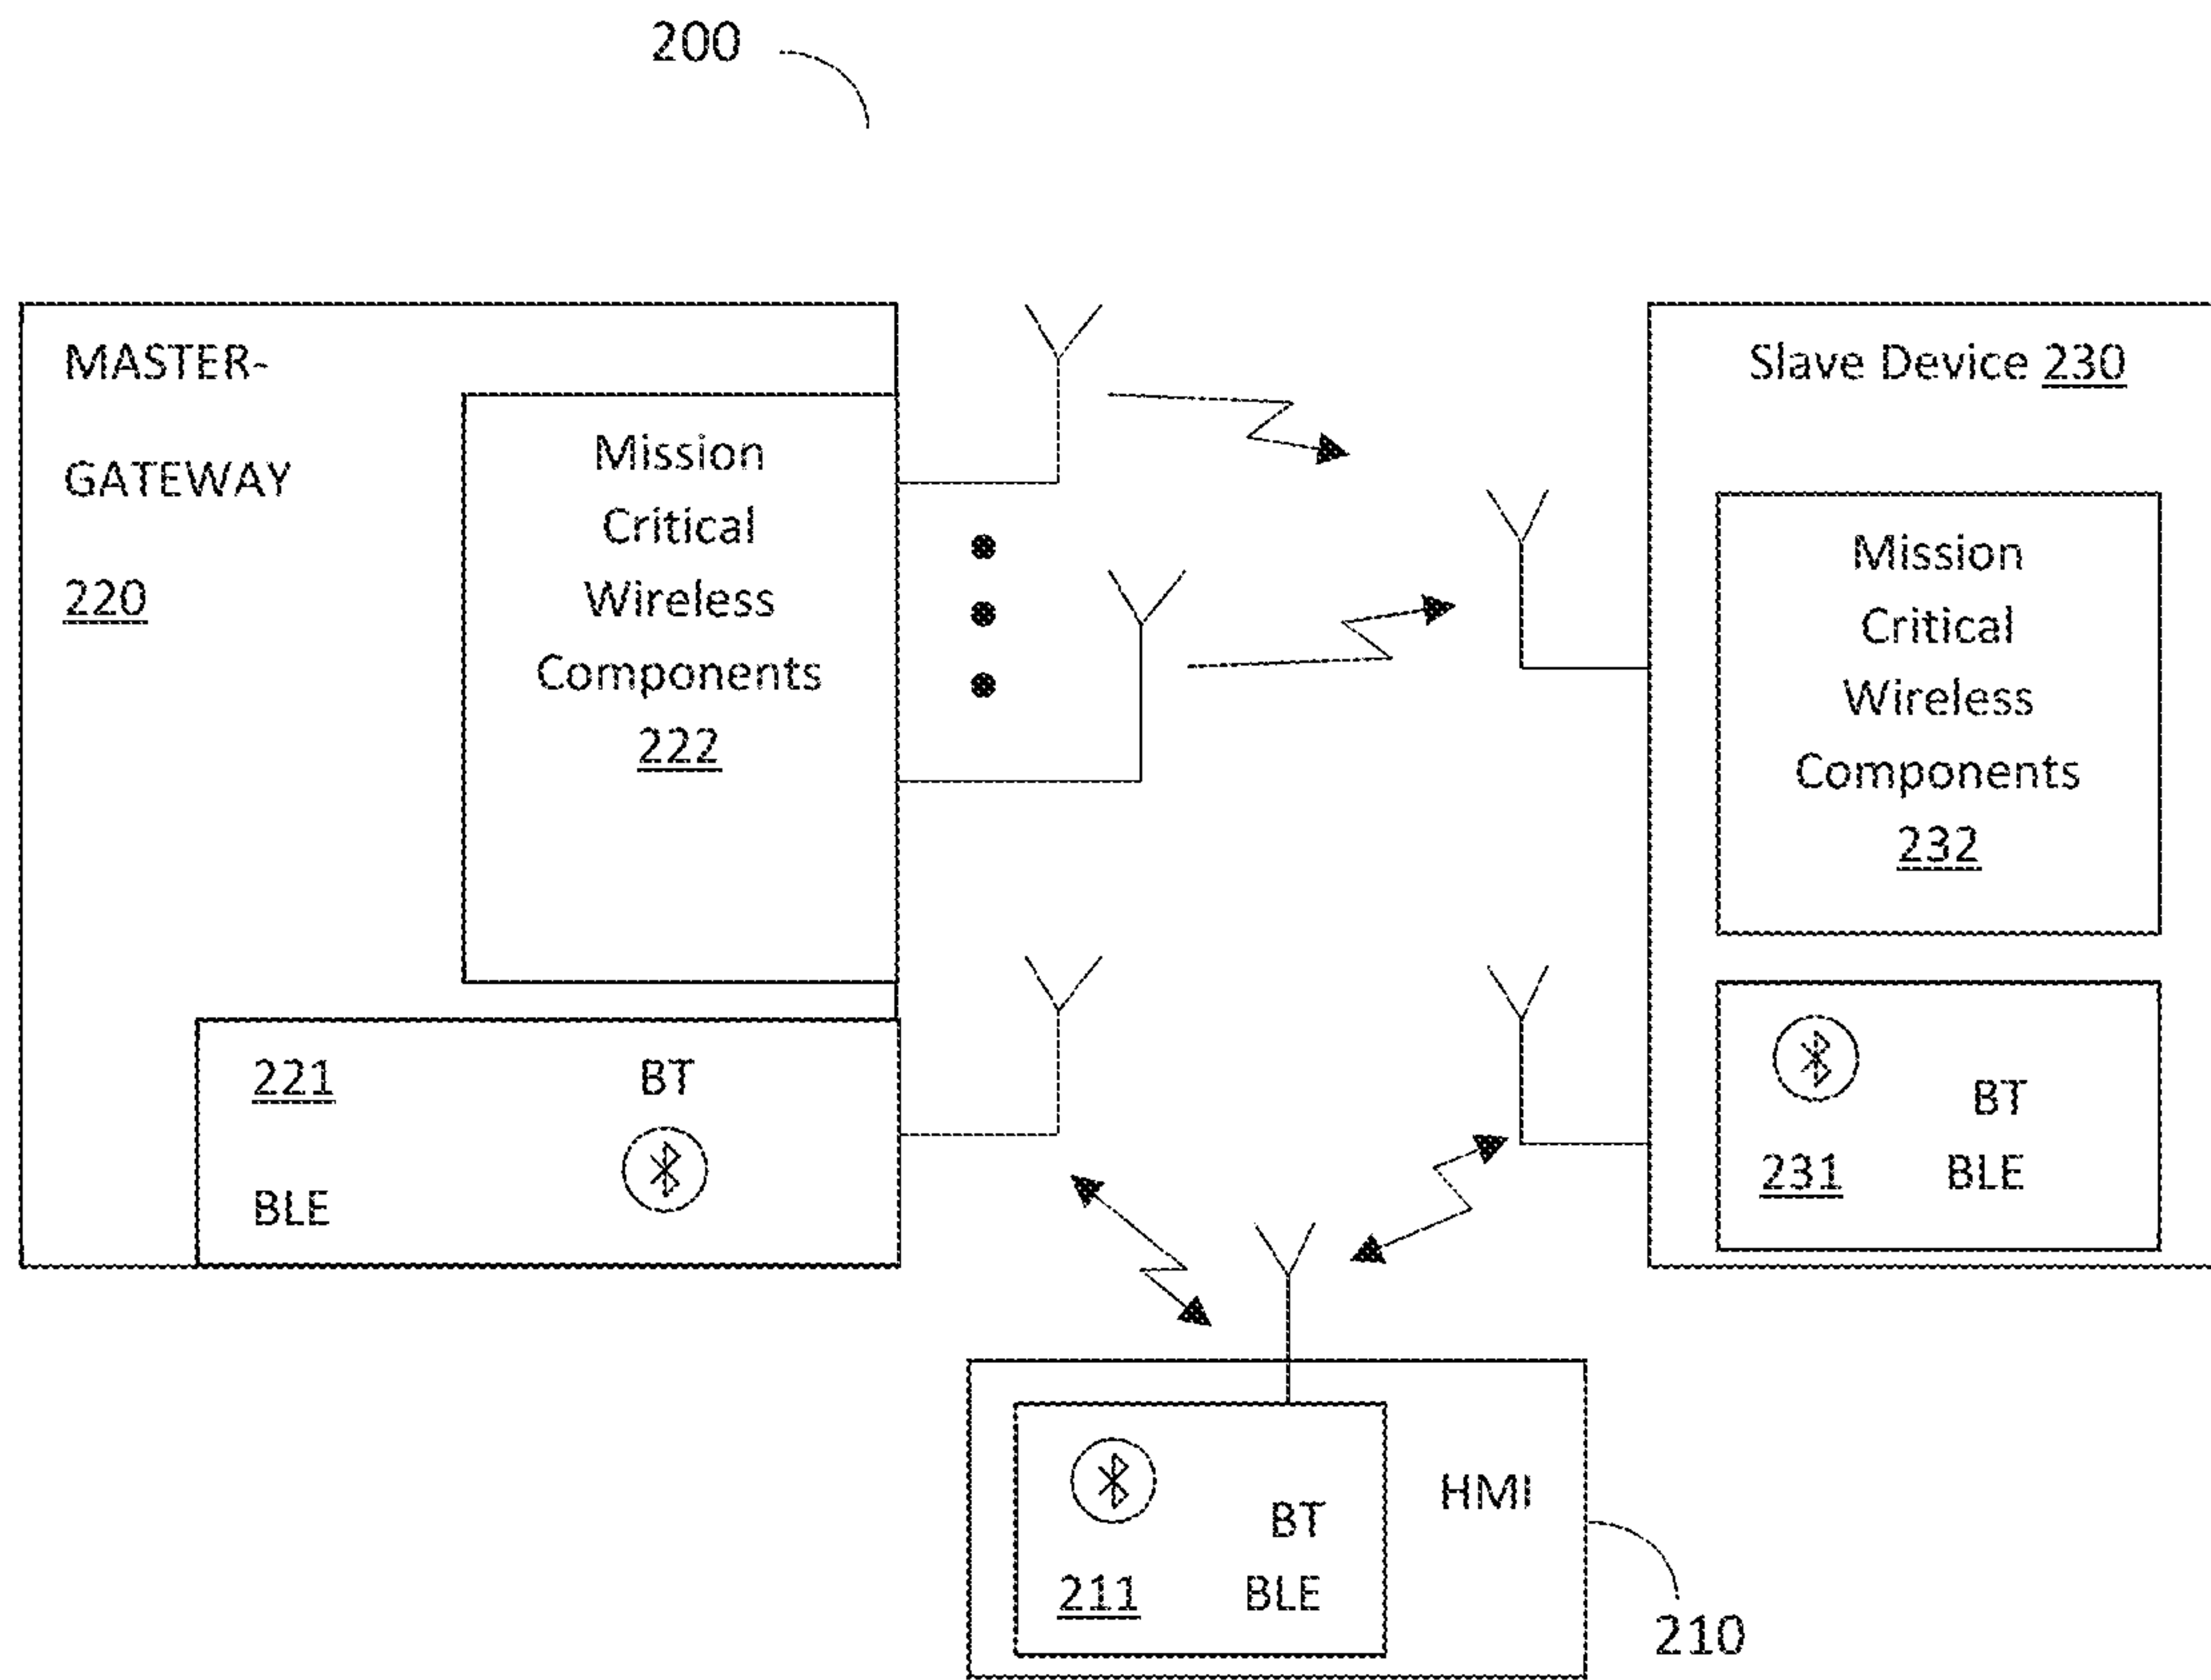 200
MASTER-
GATEWAY
220
Mission
Critical
Wireless
Components
222
221
BT
BLE
Slave Device 230
Mission
Critical
Wireless
Components
232
BT
231 BLE
HMI
BT
211 BLE
210